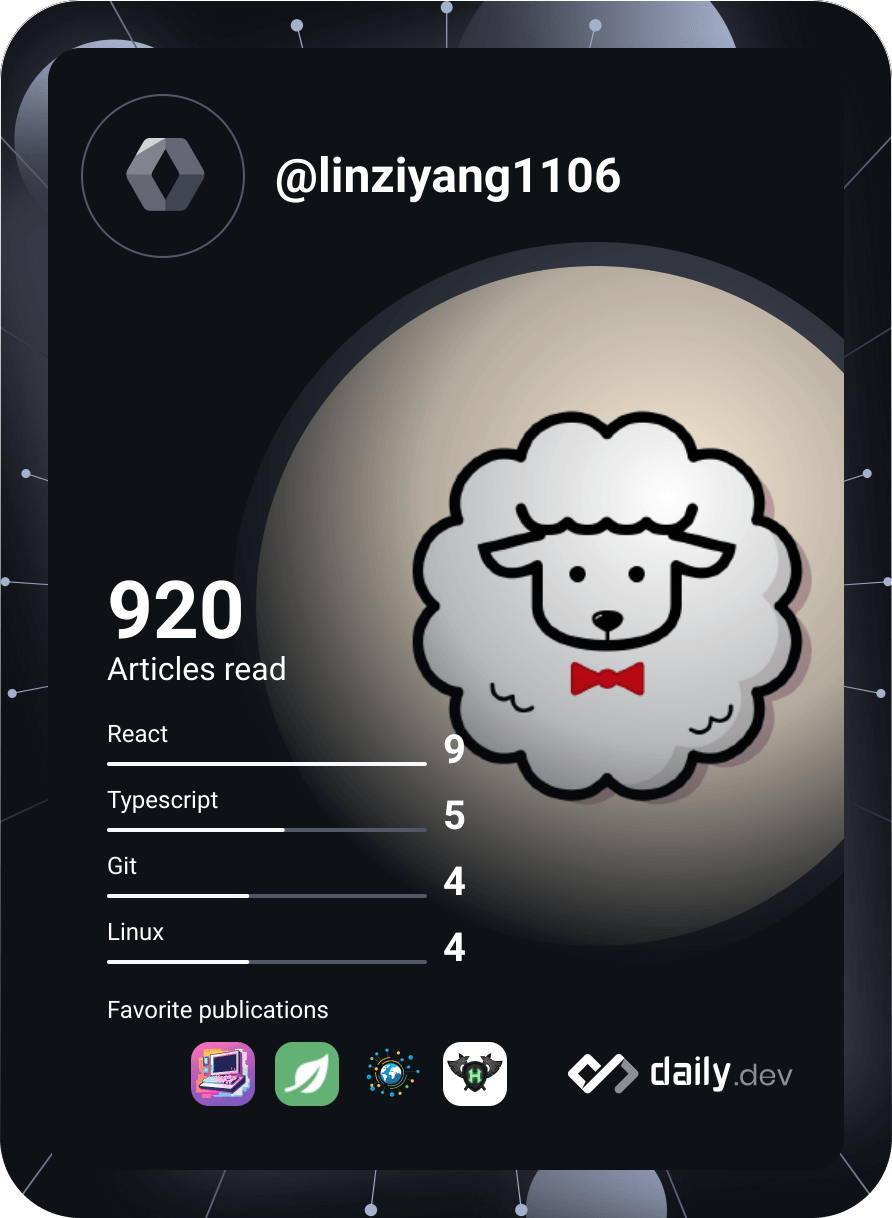 @linziyang1106
920
Articles read
React
9
Typescript
5
Git
4
Linux
4
Favorite publications
H
daily.dev